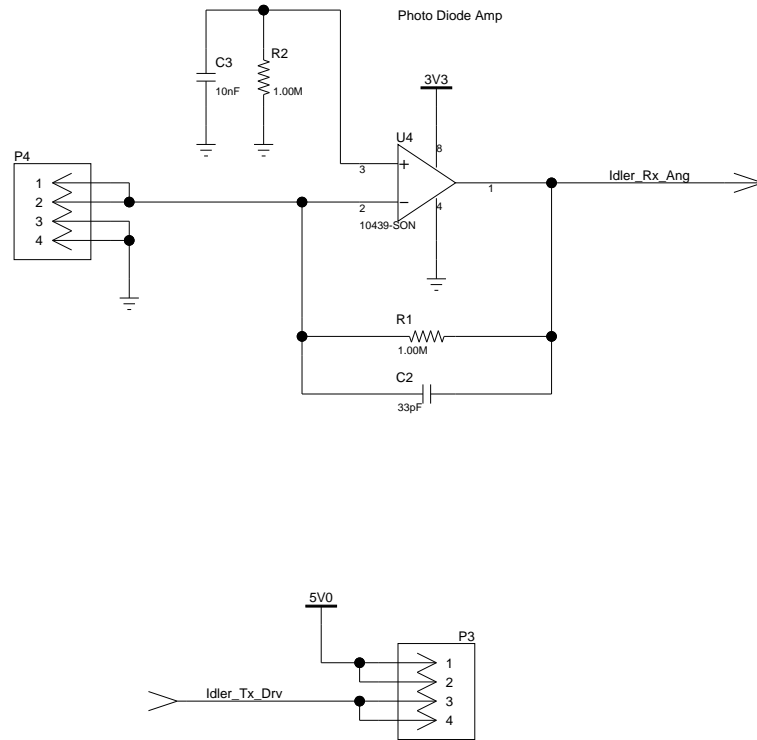 Photo Diode Amp
C3
10nF
R2
1.00M
3V3
U4
8
3
+
-
2
1
4
10439-SON
Idler_Rx_Ang
P4
1
2
3
4
R1
1.00M
C2
33pF
5V0
P3
1
2
3
4
Idler_Tx_Drv